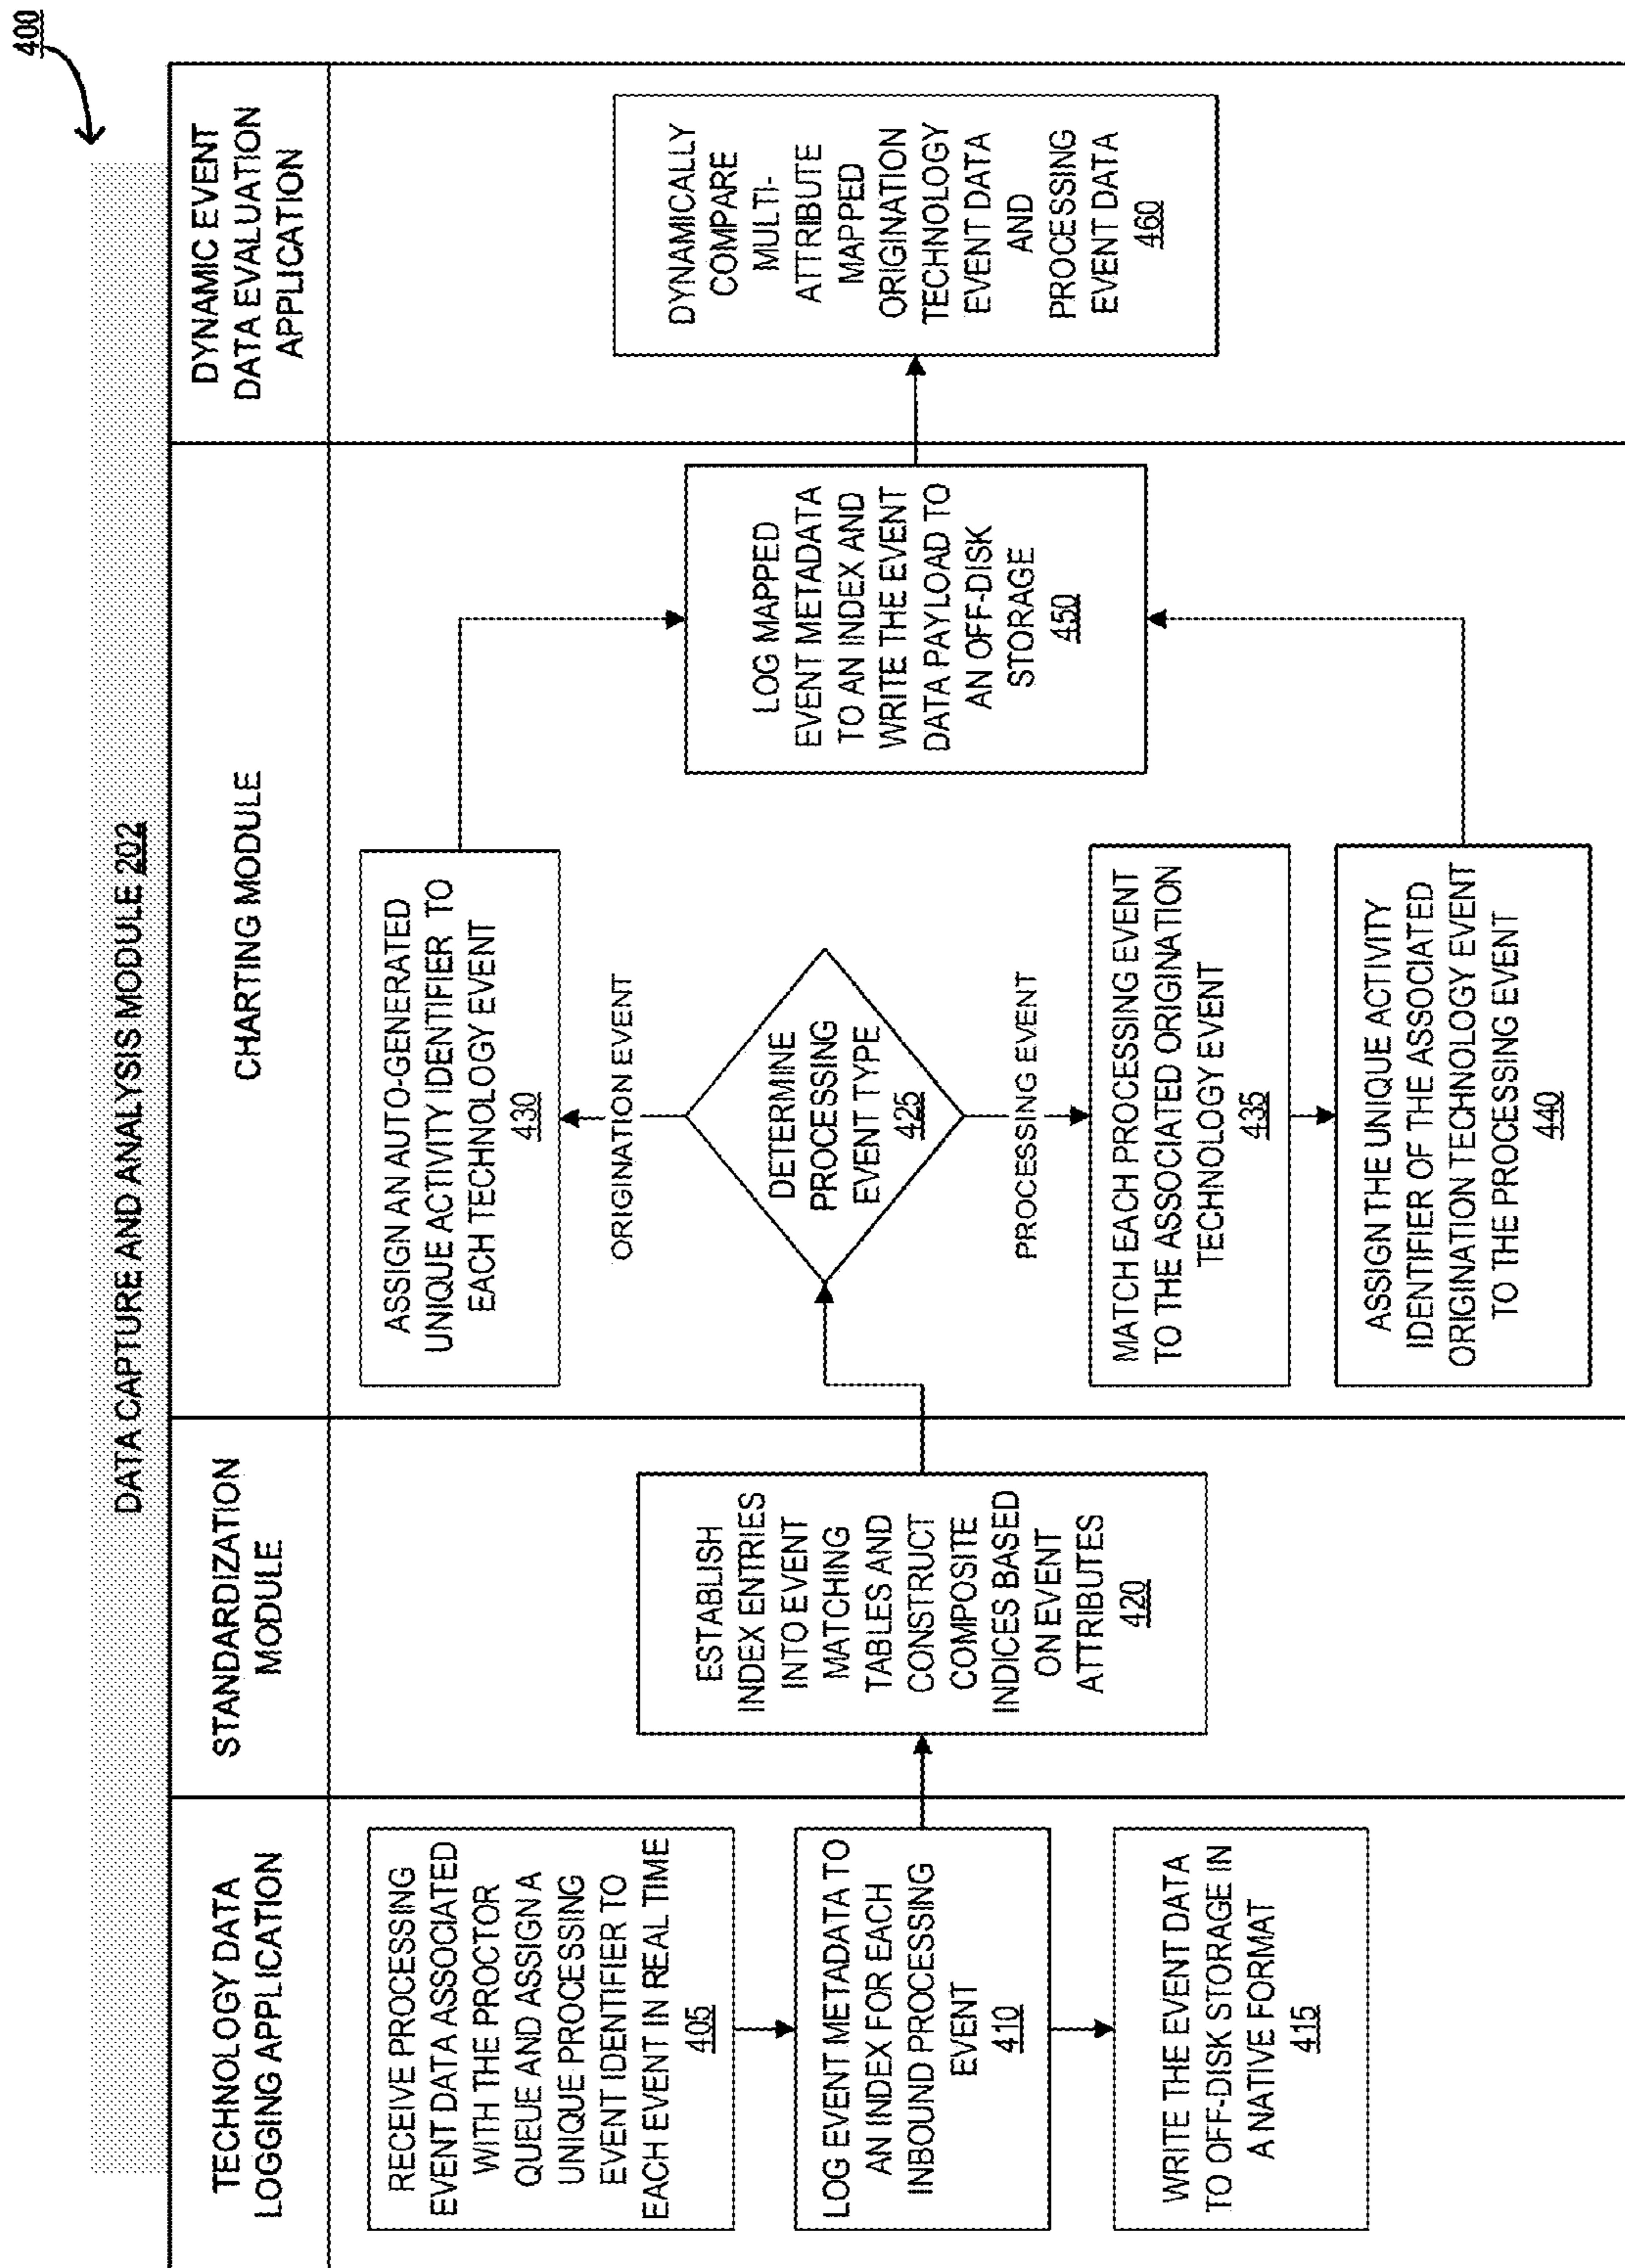 400
DATA CAPTURE AND ANALYSIS MODULE 202
TECHNOLOGY DATA
LOGGING APPLICATION
STANDARDIZATION
MODULE
CHARTING MODULE
DYNAMIC EVENT
DATA EVALUATION
APPLICATION
RECEIVE PROCESSING
EVENT DATA ASSOCIATED
WITH THE PROCTOR
QUEUE AND ASSIGN A
UNIQUE PROCESSING
EVENT IDENTIFIER TO
EACH EVENT IN REAL TIME
405
LOG EVENT METADATA TO
AN INDEX FOR EACH
INBOUND PROCESSING
EVENT
410
WRITE THE EVENT DATA
TO OFF-DISK STORAGE IN
A NATIVE FORMAT
415
ESTABLISH
INDEX ENTRIES
INTO EVENT
MATCHING
TABLES AND
CONSTRUCT
COMPOSITE
INDICES BASED
ON EVENT
ATTRIBUTES
420
ASSIGN AN AUTO-GENERATED
UNIQUE ACTIVITY IDENTIFIER TO
EACH TECHNOLOGY EVENT
430
ORIGINATION EVENT
DETERMINE
PROCESSING
EVENT TYPE
425
PROCESSING EVENT
MATCH EACH PROCESSING EVENT
TO THE ASSOCIATED ORIGINATION
TECHNOLOGY EVENT
435
ASSIGN THE UNIQUE ACTIVITY
IDENTIFIER OF THE ASSOCIATED
ORIGINATION TECHNOLOGY EVENT
TO THE PROCESSING EVENT
440
LOG MAPPED
EVENT METADATA
TO AN INDEX AND
WRITE THE EVENT
DATA PAYLOAD TO
AN OFF-DISK
STORAGE
450
DYNAMICALLY
COMPARE
MULTI-
ATTRIBUTE
MAPPED
ORIGINATION
TECHNOLOGY
EVENT DATA
AND
PROCESSING
EVENT DATA
460